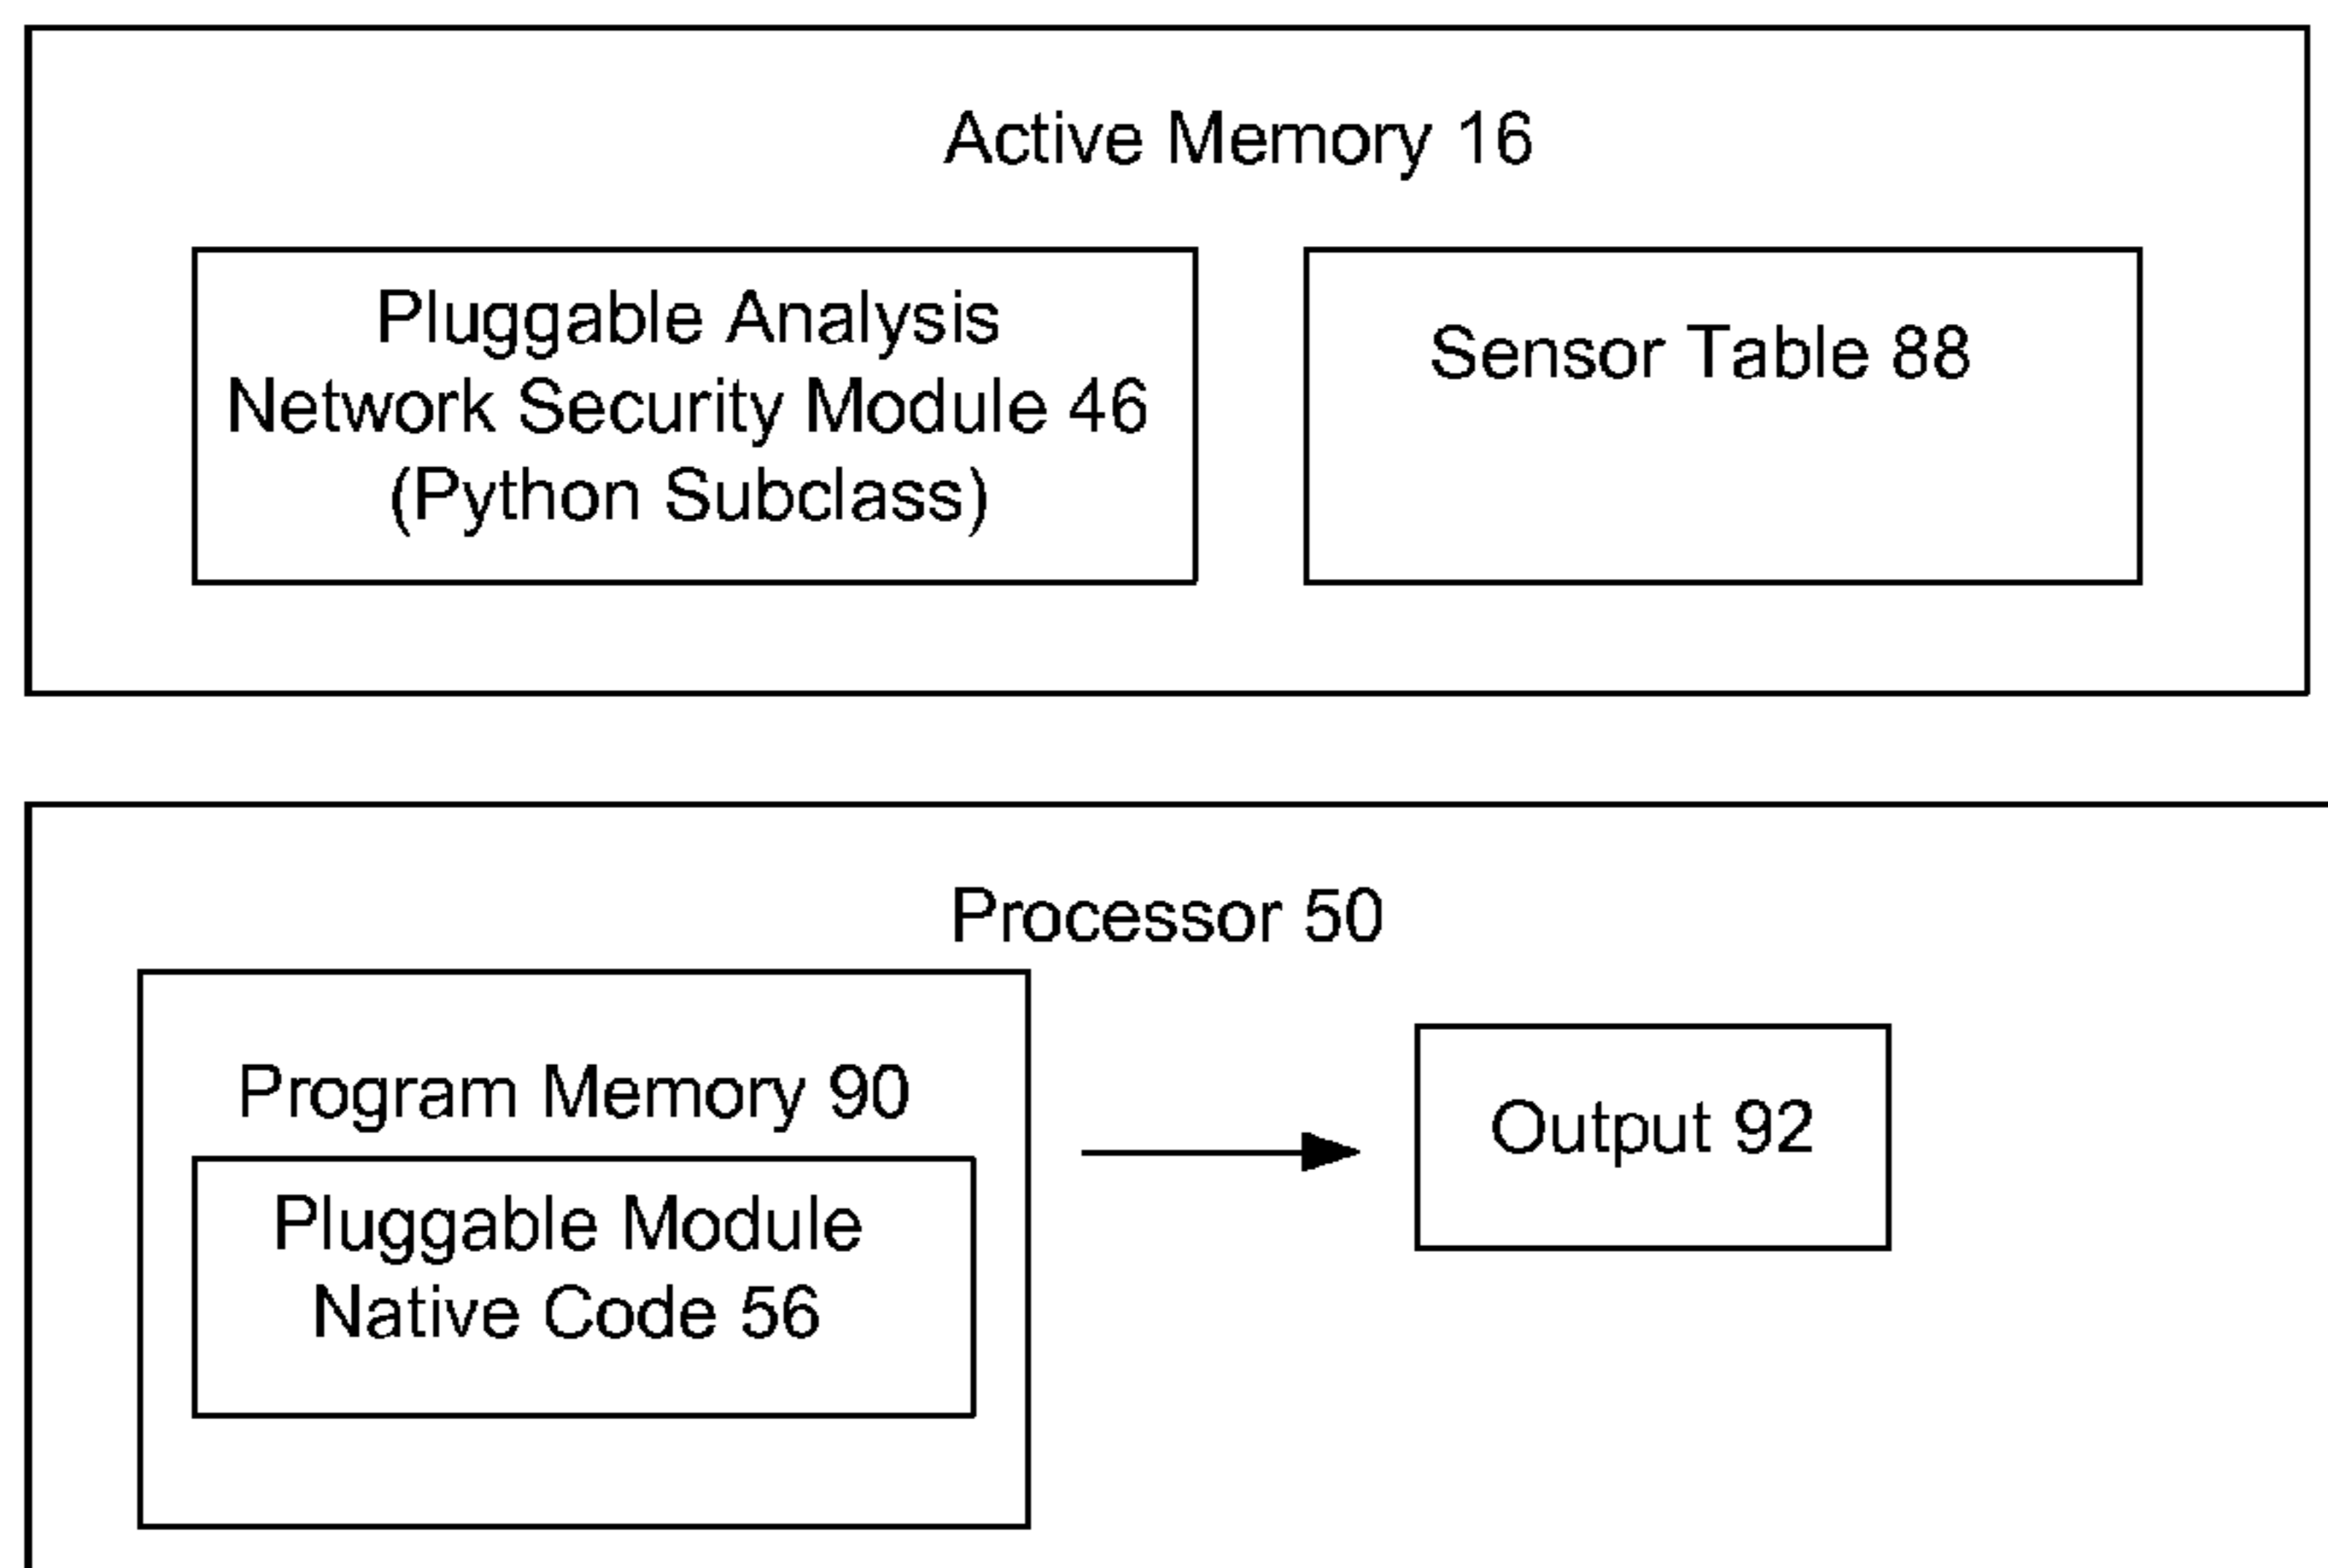 Active Memory 16
Pluggable Analysis
Network Security Module 46
(Python Subclass)
Sensor Table 88
Processor 50
Program Memory 90
Pluggable Module
Native Code 56
Output 92